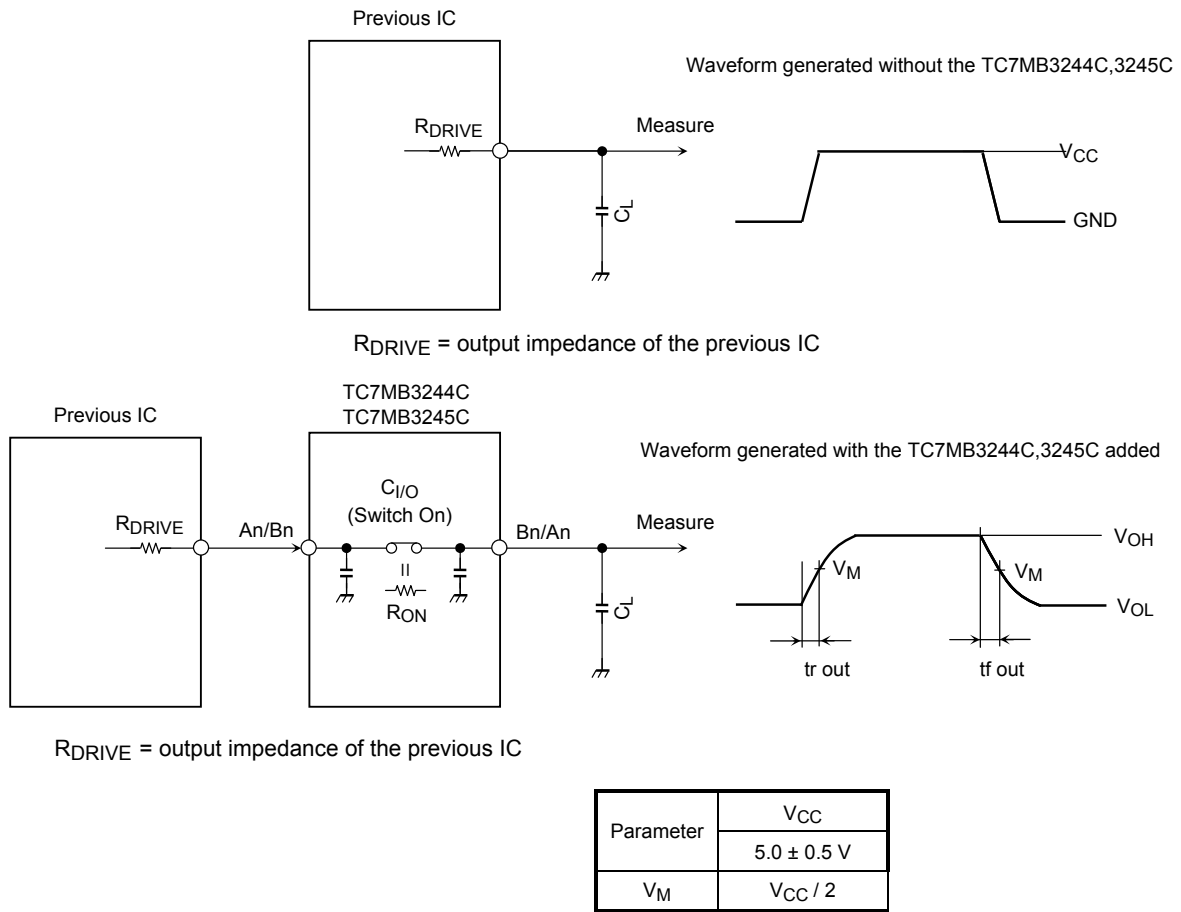 Previous IC
Waveform generated without the TC7MB3244C,3245C
RDRIVE
Measure
CL
VCC
GND
RDRIVE = output impedance of the previous IC
Previous IC
TC7MB3244C
TC7MB3245C
Waveform generated with the TC7MB3244C,3245C added
RDRIVE
An/Bn
CI/O
(Switch On)
RON
Bn/An
Measure
CL
VOH
VM
VM
VOL
tr out
tf out
RDRIVE = output impedance of the previous IC
Parameter
VCC
5.0 ± 0.5 V
VM
VCC / 2